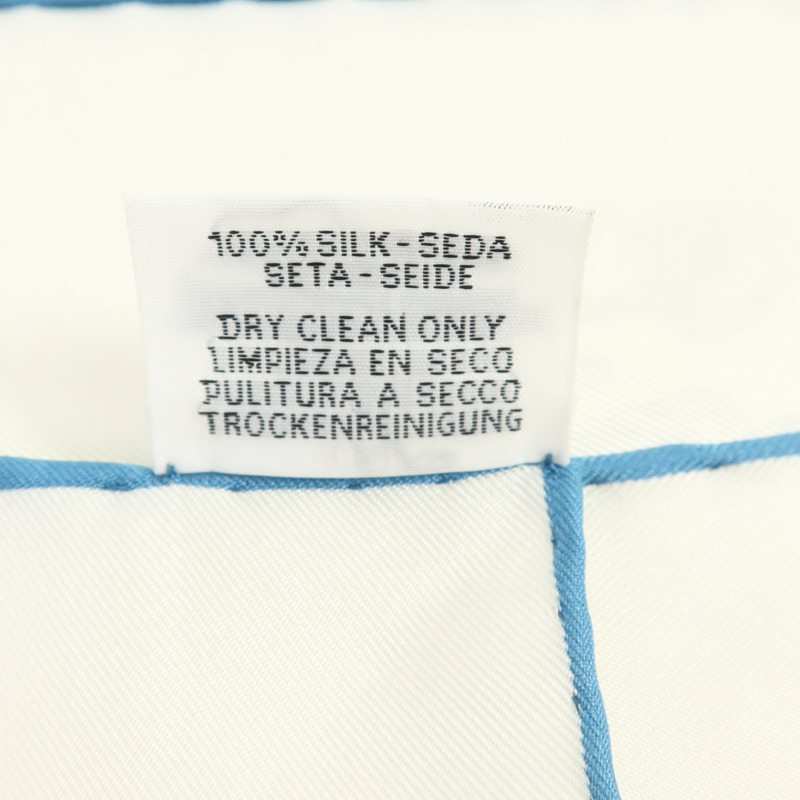 100% SILK - SEDA
SETA - SEIDE
DRY CLEAN ONLY
LIMPIEZA EN SECO
PULITURA A SECCO
TROCKENREINIGUNG